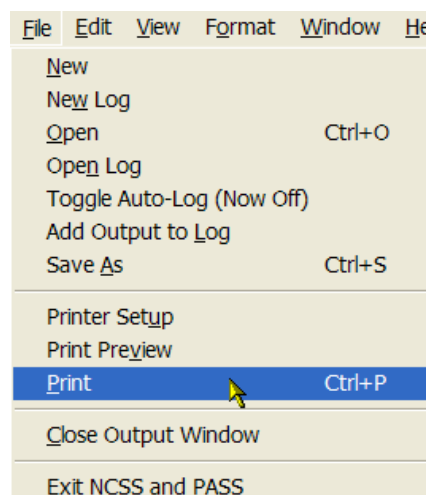 File Edit View Format Window He
New
New Log
Open Ctrl+O
Open Log
Toggle Auto-Log (Now Off)
Add Output to Log
Save As Ctrl+S
Printer Setup
Print Preview
Print Ctrl+P
Close Output Window
Exit NCSS and PASS